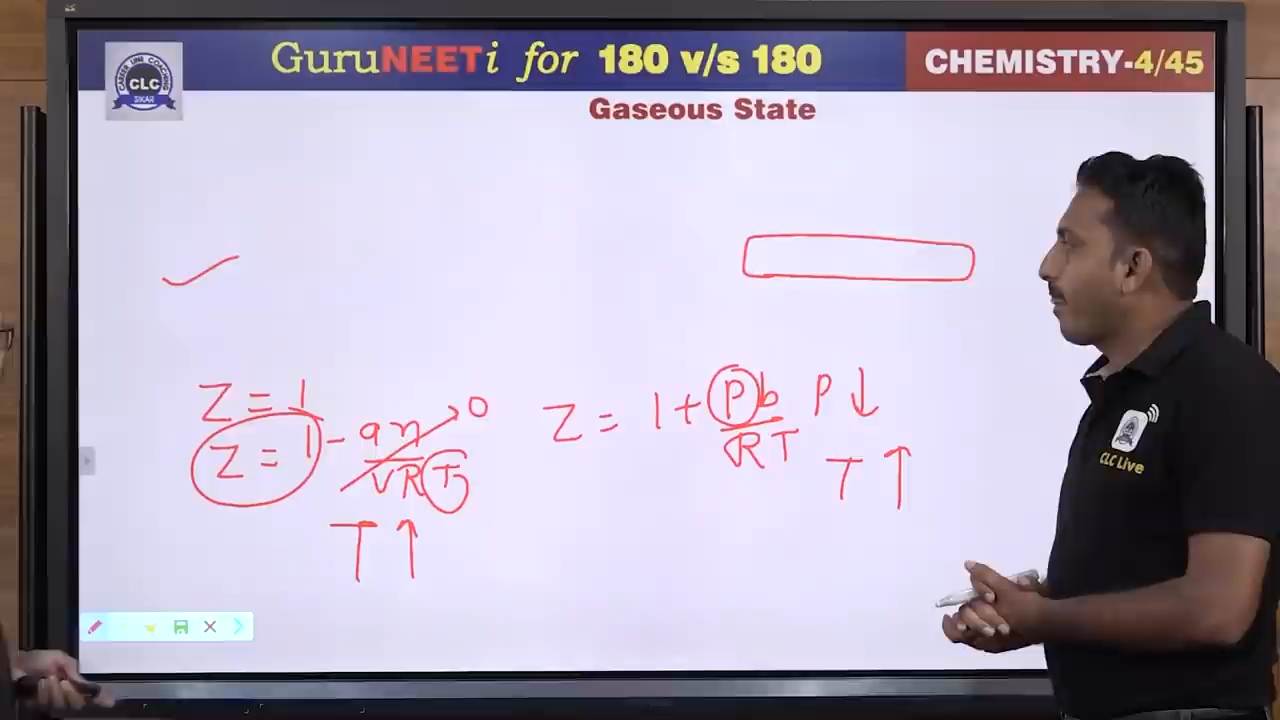 GuruNEETi for 180 v/s 180
CHEMISTRY-4/45
CAREER LINE COACHING
CLC
SIKAR
Gaseous State
Z = 1
Z = 1 - an/VRT → 0
T ↑
Z = 1 + Pb/RT
P ↓
T ↑
CLC Live